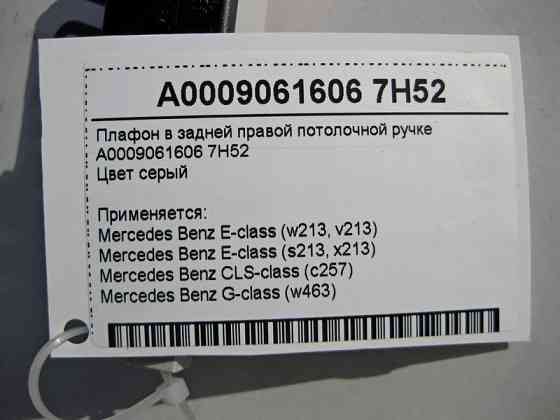 A0009061606 7H52
Плафон в задней правой потолочной ручке
A0009061606 7H52
Цвет серый
Применяется:
Mercedes Benz E-class (w213, v213)
Mercedes Benz E-class (s213, x213)
Mercedes Benz CLS-class (c257)
Mercedes Benz G-class (w463)